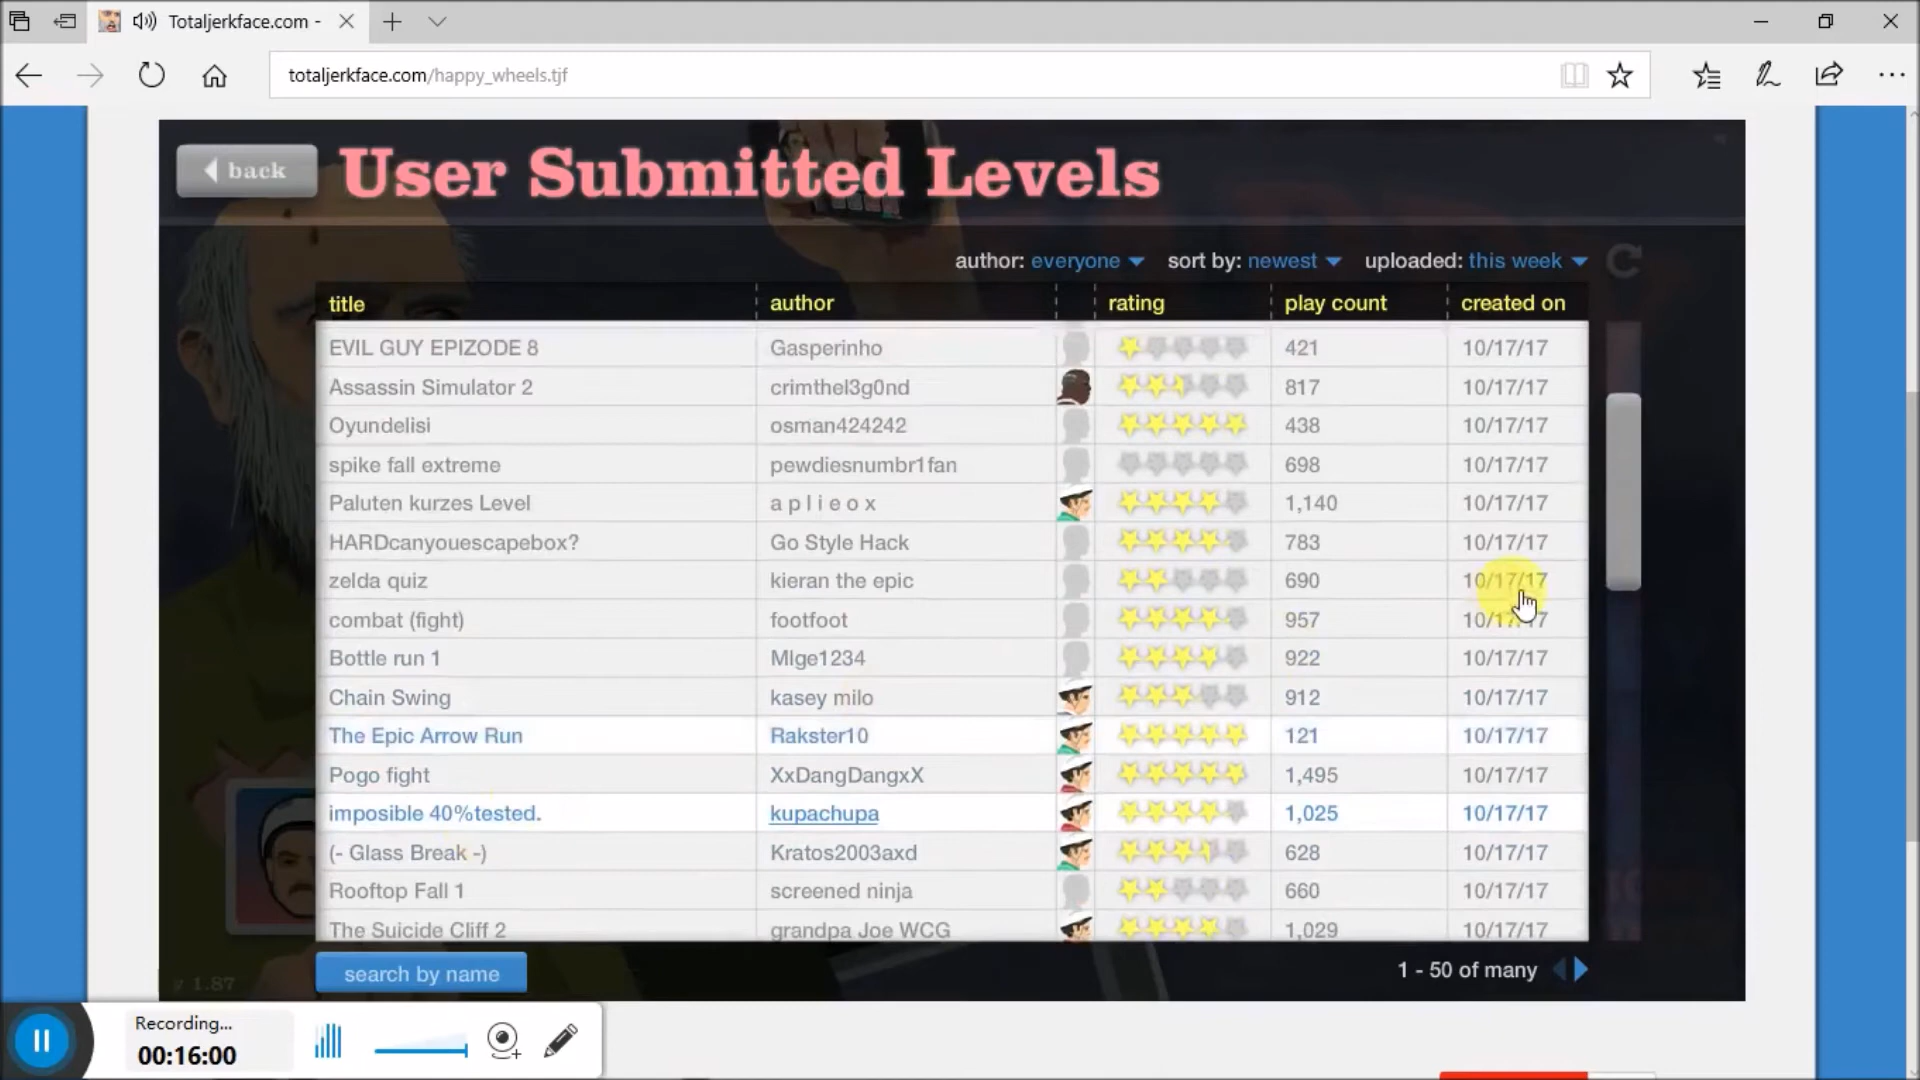 Totaljerkface.com -
totaljerkface.com/happy_wheels.tjf
back
User Submitted Levels
author: everyone sort by: newest uploaded: this week
title author rating play count created on
EVIL GUY EPIZODE 8 Gasperinho 421 10/17/17
Assassin Simulator 2 crimthel3g0nd 817 10/17/17
Oyundelisi osman424242 438 10/17/17
spike fall extreme pewdiesnumbr1fan 698 10/17/17
Paluten kurzes Level a p l i e o x 1,140 10/17/17
HARDcanyouescapebox? Go Style Hack 783 10/17/17
zelda quiz kieran the epic 690 10/17/17
combat (fight) footfoot 957 10/17/17
Bottle run 1 Mlge1234 922 10/17/17
Chain Swing kasey milo 912 10/17/17
The Epic Arrow Run Rakster10 121 10/17/17
Pogo fight XxDangDangxX 1,495 10/17/17
imposible 40%tested. kupachupa 1,025 10/17/17
(- Glass Break -) Kratos2003axd 628 10/17/17
Rooftop Fall 1 screened ninja 660 10/17/17
The Suicide Cliff 2 grandpa Joe WCG 1,029 10/17/17
search by name 1 - 50 of many
v 1.87
Recording...
00:16:00